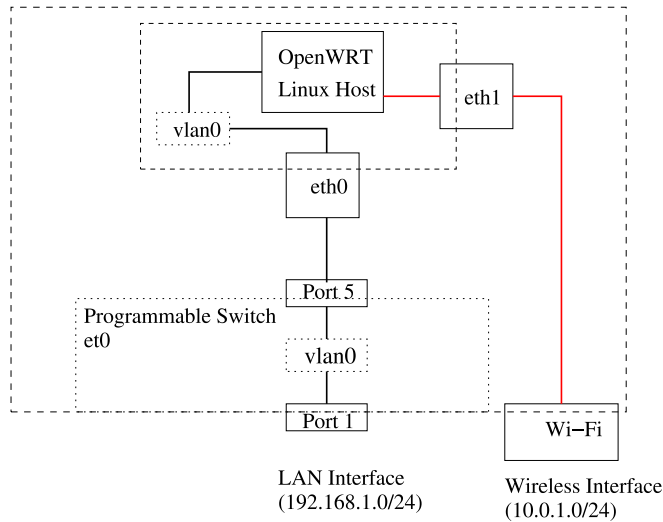 OpenWRT
Linux Host
eth1
vlan0
eth0
Port 5
Programmable Switch
et0
vlan0
Port 1
Wi-Fi
LAN Interface
(192.168.1.0/24)
Wireless Interface
(10.0.1.0/24)